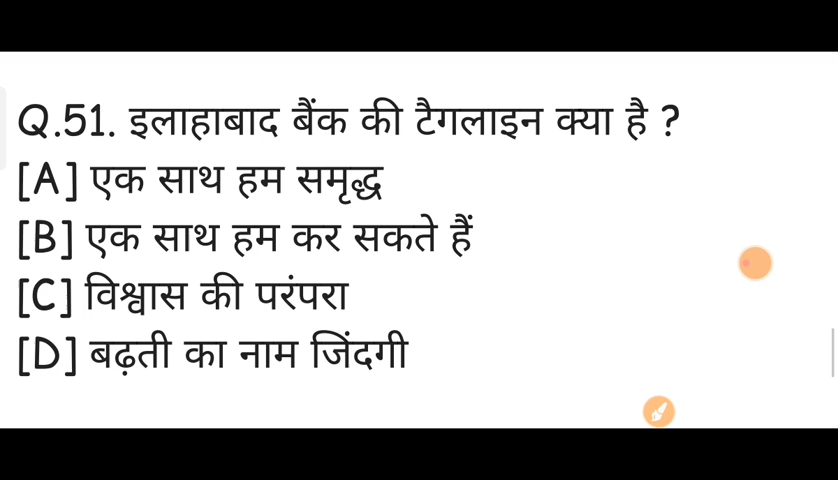 Q.51. इलाहाबाद बैंक की टैगलाइन क्या है ?
[A] एक साथ हम समृद्ध
[B] एक साथ हम कर सकते हैं
[C] विश्वास की परंपरा
[D] बढ़ती का नाम जिंदगी